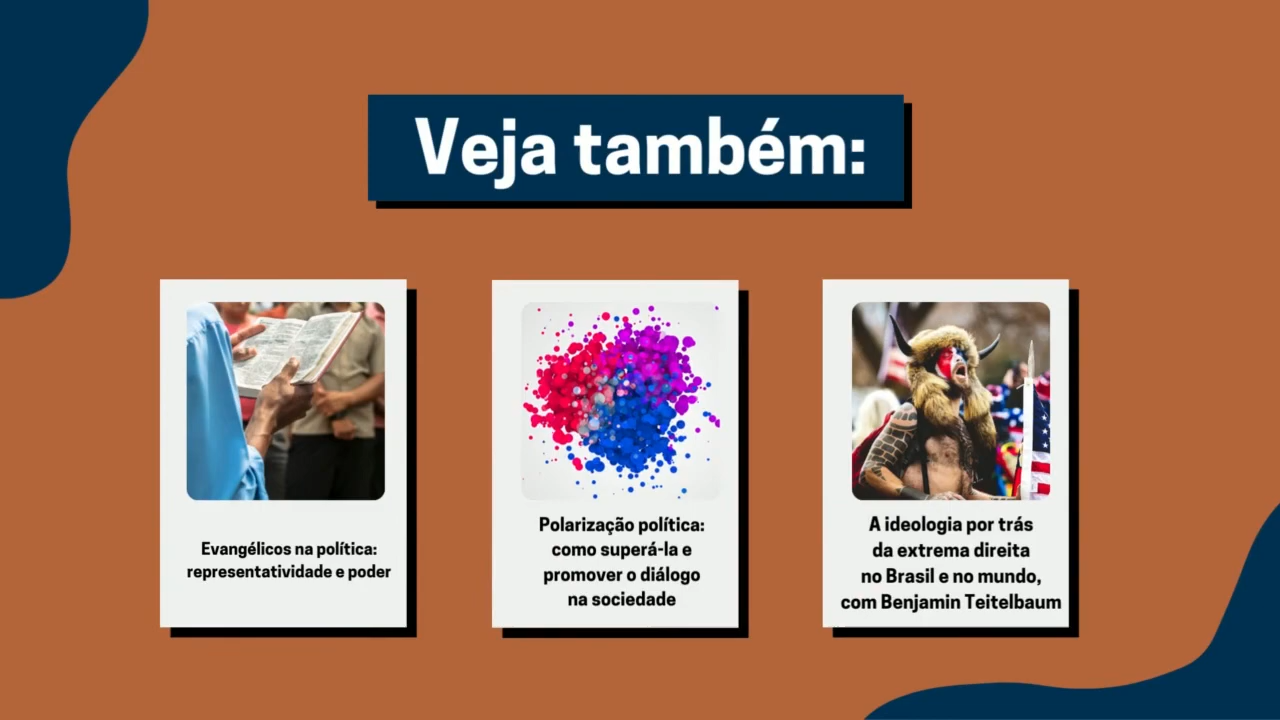 Veja também:
Evangélicos na política:
representatividade e poder
Polarização política:
como superá-la e
promover o diálogo
na sociedade
A ideologia por trás
da extrema direita
no Brasil e no mundo,
com Benjamin Teitelbaum